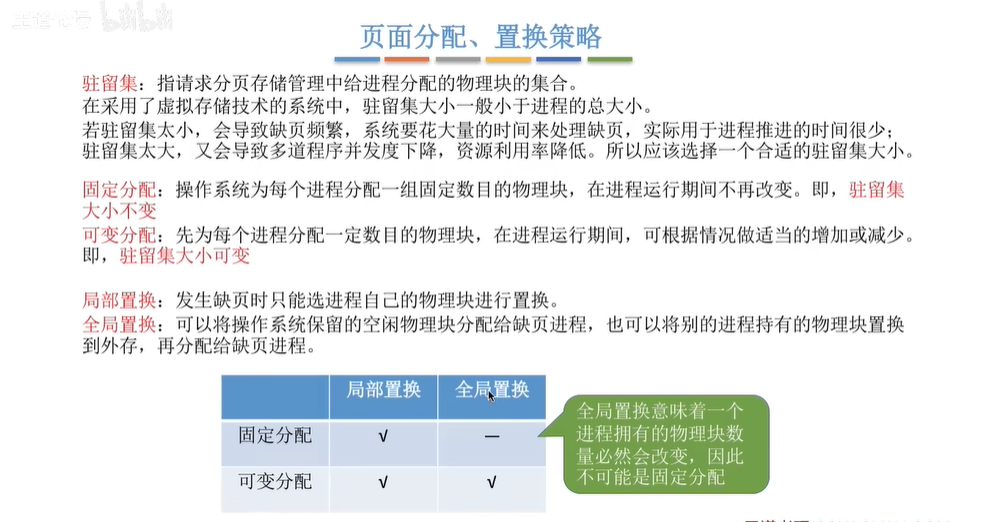 bilibili
页面分配、置换策略
驻留集：指请求分页存储管理中给进程分配的物理块的集合。
在采用了虚拟存储技术的系统中，驻留集大小一般小于进程的总大小。
若驻留集太小，会导致缺页频繁，系统要花大量的时间来处理缺页，实际用于进程推进的时间很少；
驻留集太大，又会导致多道程序并发度下降，资源利用率降低。所以应该选择一个合适的驻留集大小。
固定分配：操作系统为每个进程分配一组固定数目的物理块，在进程运行期间不再改变。即，驻留集
大小不变
可变分配：先为每个进程分配一定数目的物理块，在进程运行期间，可根据情况做适当的增加或减少。
即，驻留集大小可变
局部置换：发生缺页时只能选进程自己的物理块进行置换。
全局置换：可以将操作系统保留的空闲物理块分配给缺页进程，也可以将别的进程持有的物理块置换
到外存，再分配给缺页进程。
局部置换 全局置换
固定分配 √ —
可变分配 √ √
全局置换意味着一个
进程拥有的物理块数
量必然会改变，因此
不可能是固定分配